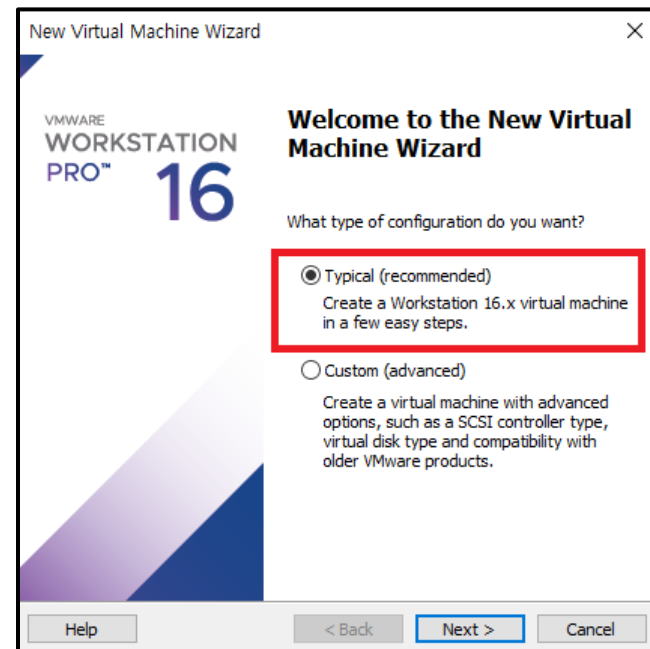 New Virtual Machine Wizard
VMWARE
WORKSTATION
PRO™ 16
Welcome to the New Virtual
Machine Wizard
What type of configuration do you want?
Typical (recommended)
Create a Workstation 16.x virtual machine
in a few easy steps.
Custom (advanced)
Create a virtual machine with advanced
options, such as a SCSI controller type,
virtual disk type and compatibility with
older VMware products.
Help
< Back
Next >
Cancel